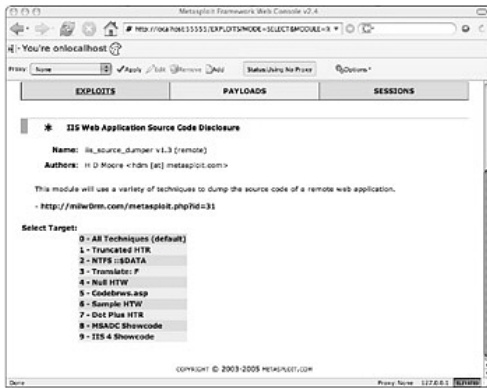 Metasploit Framework Web Console v2.4
You're on localhost
Proxy: None Apply Edit Remove Add Status: Using No Proxy Options
EXPLOITS PAYLOADS SESSIONS
IIS Web Application Source Code Disclosure
Name: iis_source_dumper v1.3 (remote)
Authors: H D Moore <hdm [at] metasploit.com>
This module will use a variety of techniques to dump the source code of a remote web application.
- http://milw0rm.com/metasploit.php?id=31
Select Target:
0 - All Techniques (default)
1 - Truncated HTR
2 - NTFS ::$DATA
3 - Translate: F
4 - Null HTW
5 - Codebrws.asp
6 - Sample HTW
7 - Dot Plus HTR
8 - MSADC Showcode
9 - IIS 4 Showcode
COPYRIGHT © 2003-2005 METASPLOIT.COM
Done Proxy: None 127.0.0.1